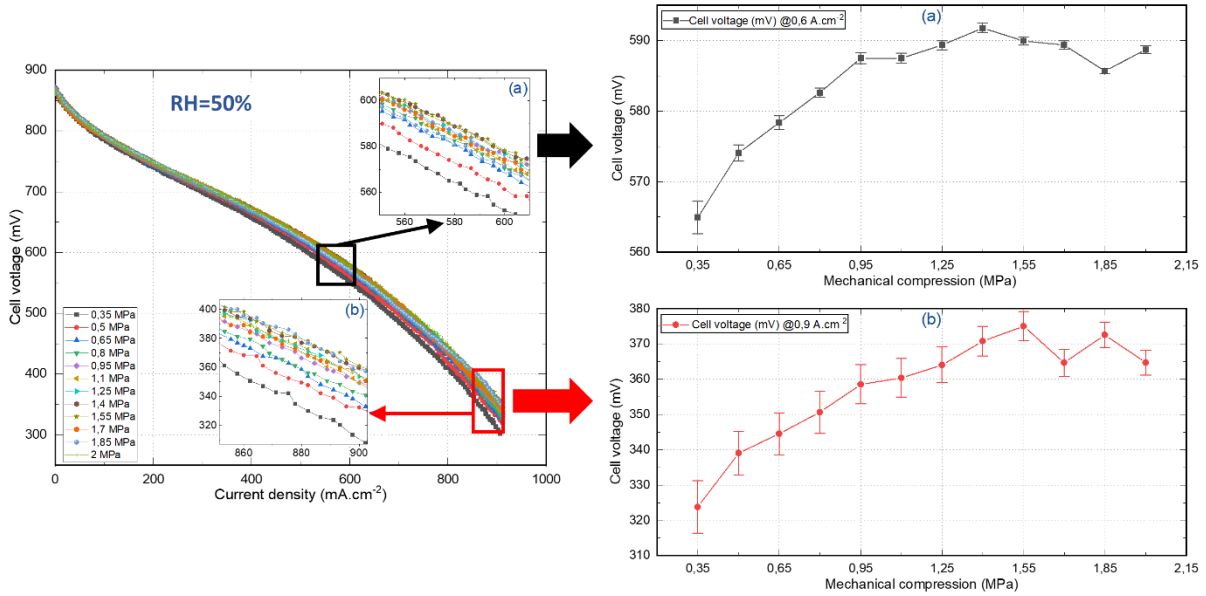 RH=50%
Cell votlage (mV)
900
800
700
600
500
400
300
0
200
400
600
800
1000
Current density (mA.cm-2)
0,35 MPa
0,5 MPa
0,65 MPa
0,8 MPa
0,95 MPa
1,1 MPa
1,25 MPa
1,4 MPa
1,55 MPa
1,7 MPa
1,85 MPa
2 MPa
(a)
600
580
560
560
580
600
(b)
400
380
360
340
320
860
880
900
(a)
Cell voltage (mV) @0,6 A.cm-2
Cell voltage (mV)
590
580
570
560
0,35
0,65
0,95
1,25
1,55
1,85
2,15
Mechanical compression (MPa)
(b)
Cell voltage (mV) @0,9 A.cm-2
Cell voltage (mV)
380
370
360
350
340
330
320
310
0,35
0,65
0,95
1,25
1,55
1,85
2,15
Mechanical compression (MPa)